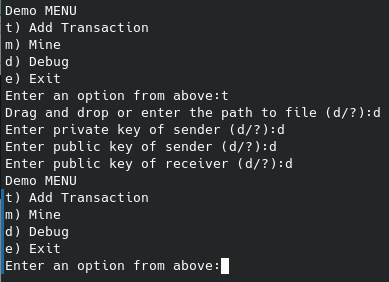 Demo MENU
t) Add Transaction
m) Mine
d) Debug
e) Exit
Enter an option from above:t
Drag and drop or enter the path to file (d/?):d
Enter private key of sender (d/?):d
Enter public key of sender (d/?):d
Enter public key of receiver (d/?):d
Demo MENU
t) Add Transaction
m) Mine
d) Debug
e) Exit
Enter an option from above: